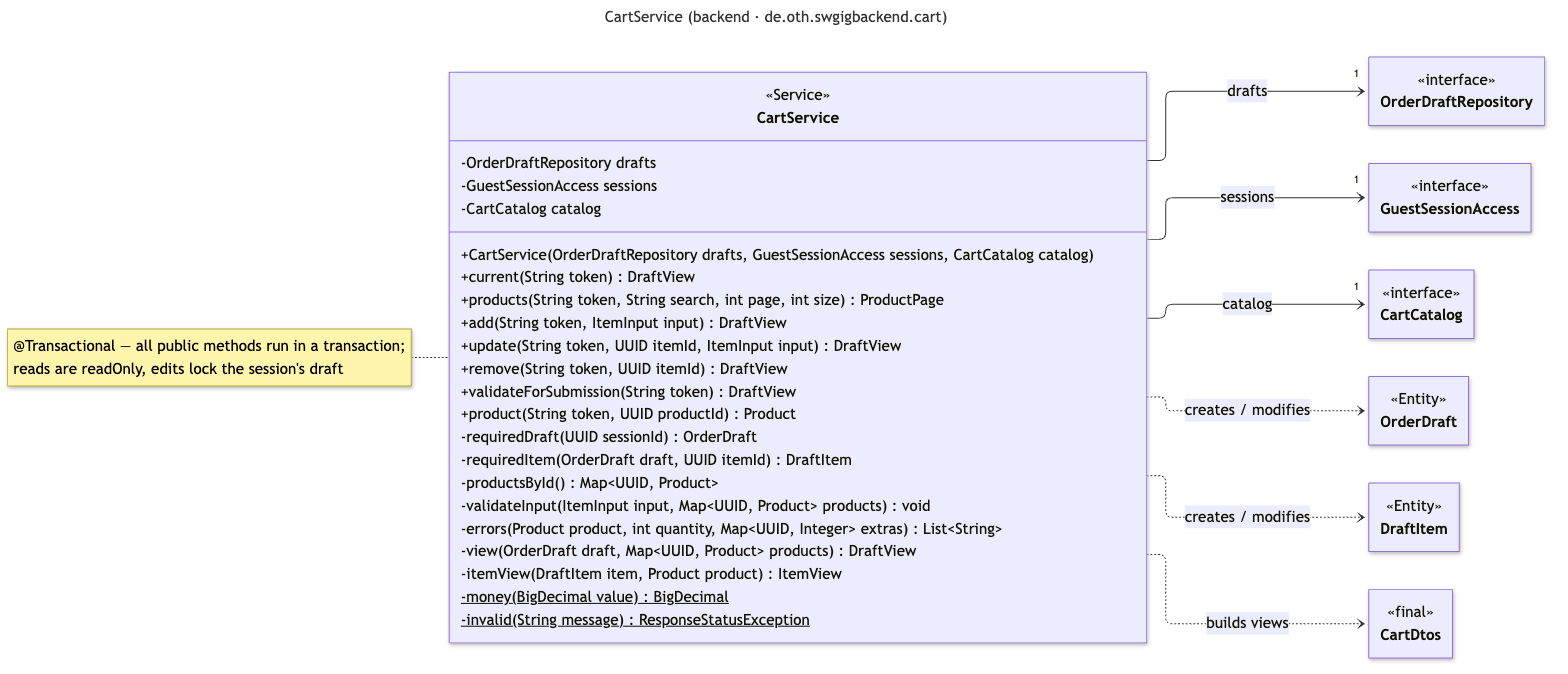 CartService (backend · de.oth.swgigbackend.cart)
«Service»
CartService
-OrderDraftRepository drafts
-GuestSessionAccess sessions
-CartCatalog catalog
+CartService(OrderDraftRepository drafts, GuestSessionAccess sessions, CartCatalog catalog)
+current(String token) : DraftView
+products(String token, String search, int page, int size) : ProductPage
+add(String token, ItemInput input) : DraftView
+update(String token, UUID itemId, ItemInput input) : DraftView
+remove(String token, UUID itemId) : DraftView
+validateForSubmission(String token) : DraftView
+product(String token, UUID productId) : Product
-requiredDraft(UUID sessionId) : OrderDraft
-requiredItem(OrderDraft draft, UUID itemId) : DraftItem
-productsById() : Map<UUID, Product>
-validateInput(ItemInput input, Map<UUID, Product> products) : void
-errors(Product product, int quantity, Map<UUID, Integer> extras) : List<String>
-view(OrderDraft draft, Map<UUID, Product> products) : DraftView
-itemView(DraftItem item, Product product) : ItemView
-money(BigDecimal value) : BigDecimal
-invalid(String message) : ResponseStatusException
@Transactional — all public methods run in a transaction;
reads are readOnly, edits lock the session's draft
drafts
1
«interface»
OrderDraftRepository
sessions
1
«interface»
GuestSessionAccess
catalog
1
«interface»
CartCatalog
creates / modifies
«Entity»
OrderDraft
creates / modifies
«Entity»
DraftItem
builds views
«final»
CartDtos